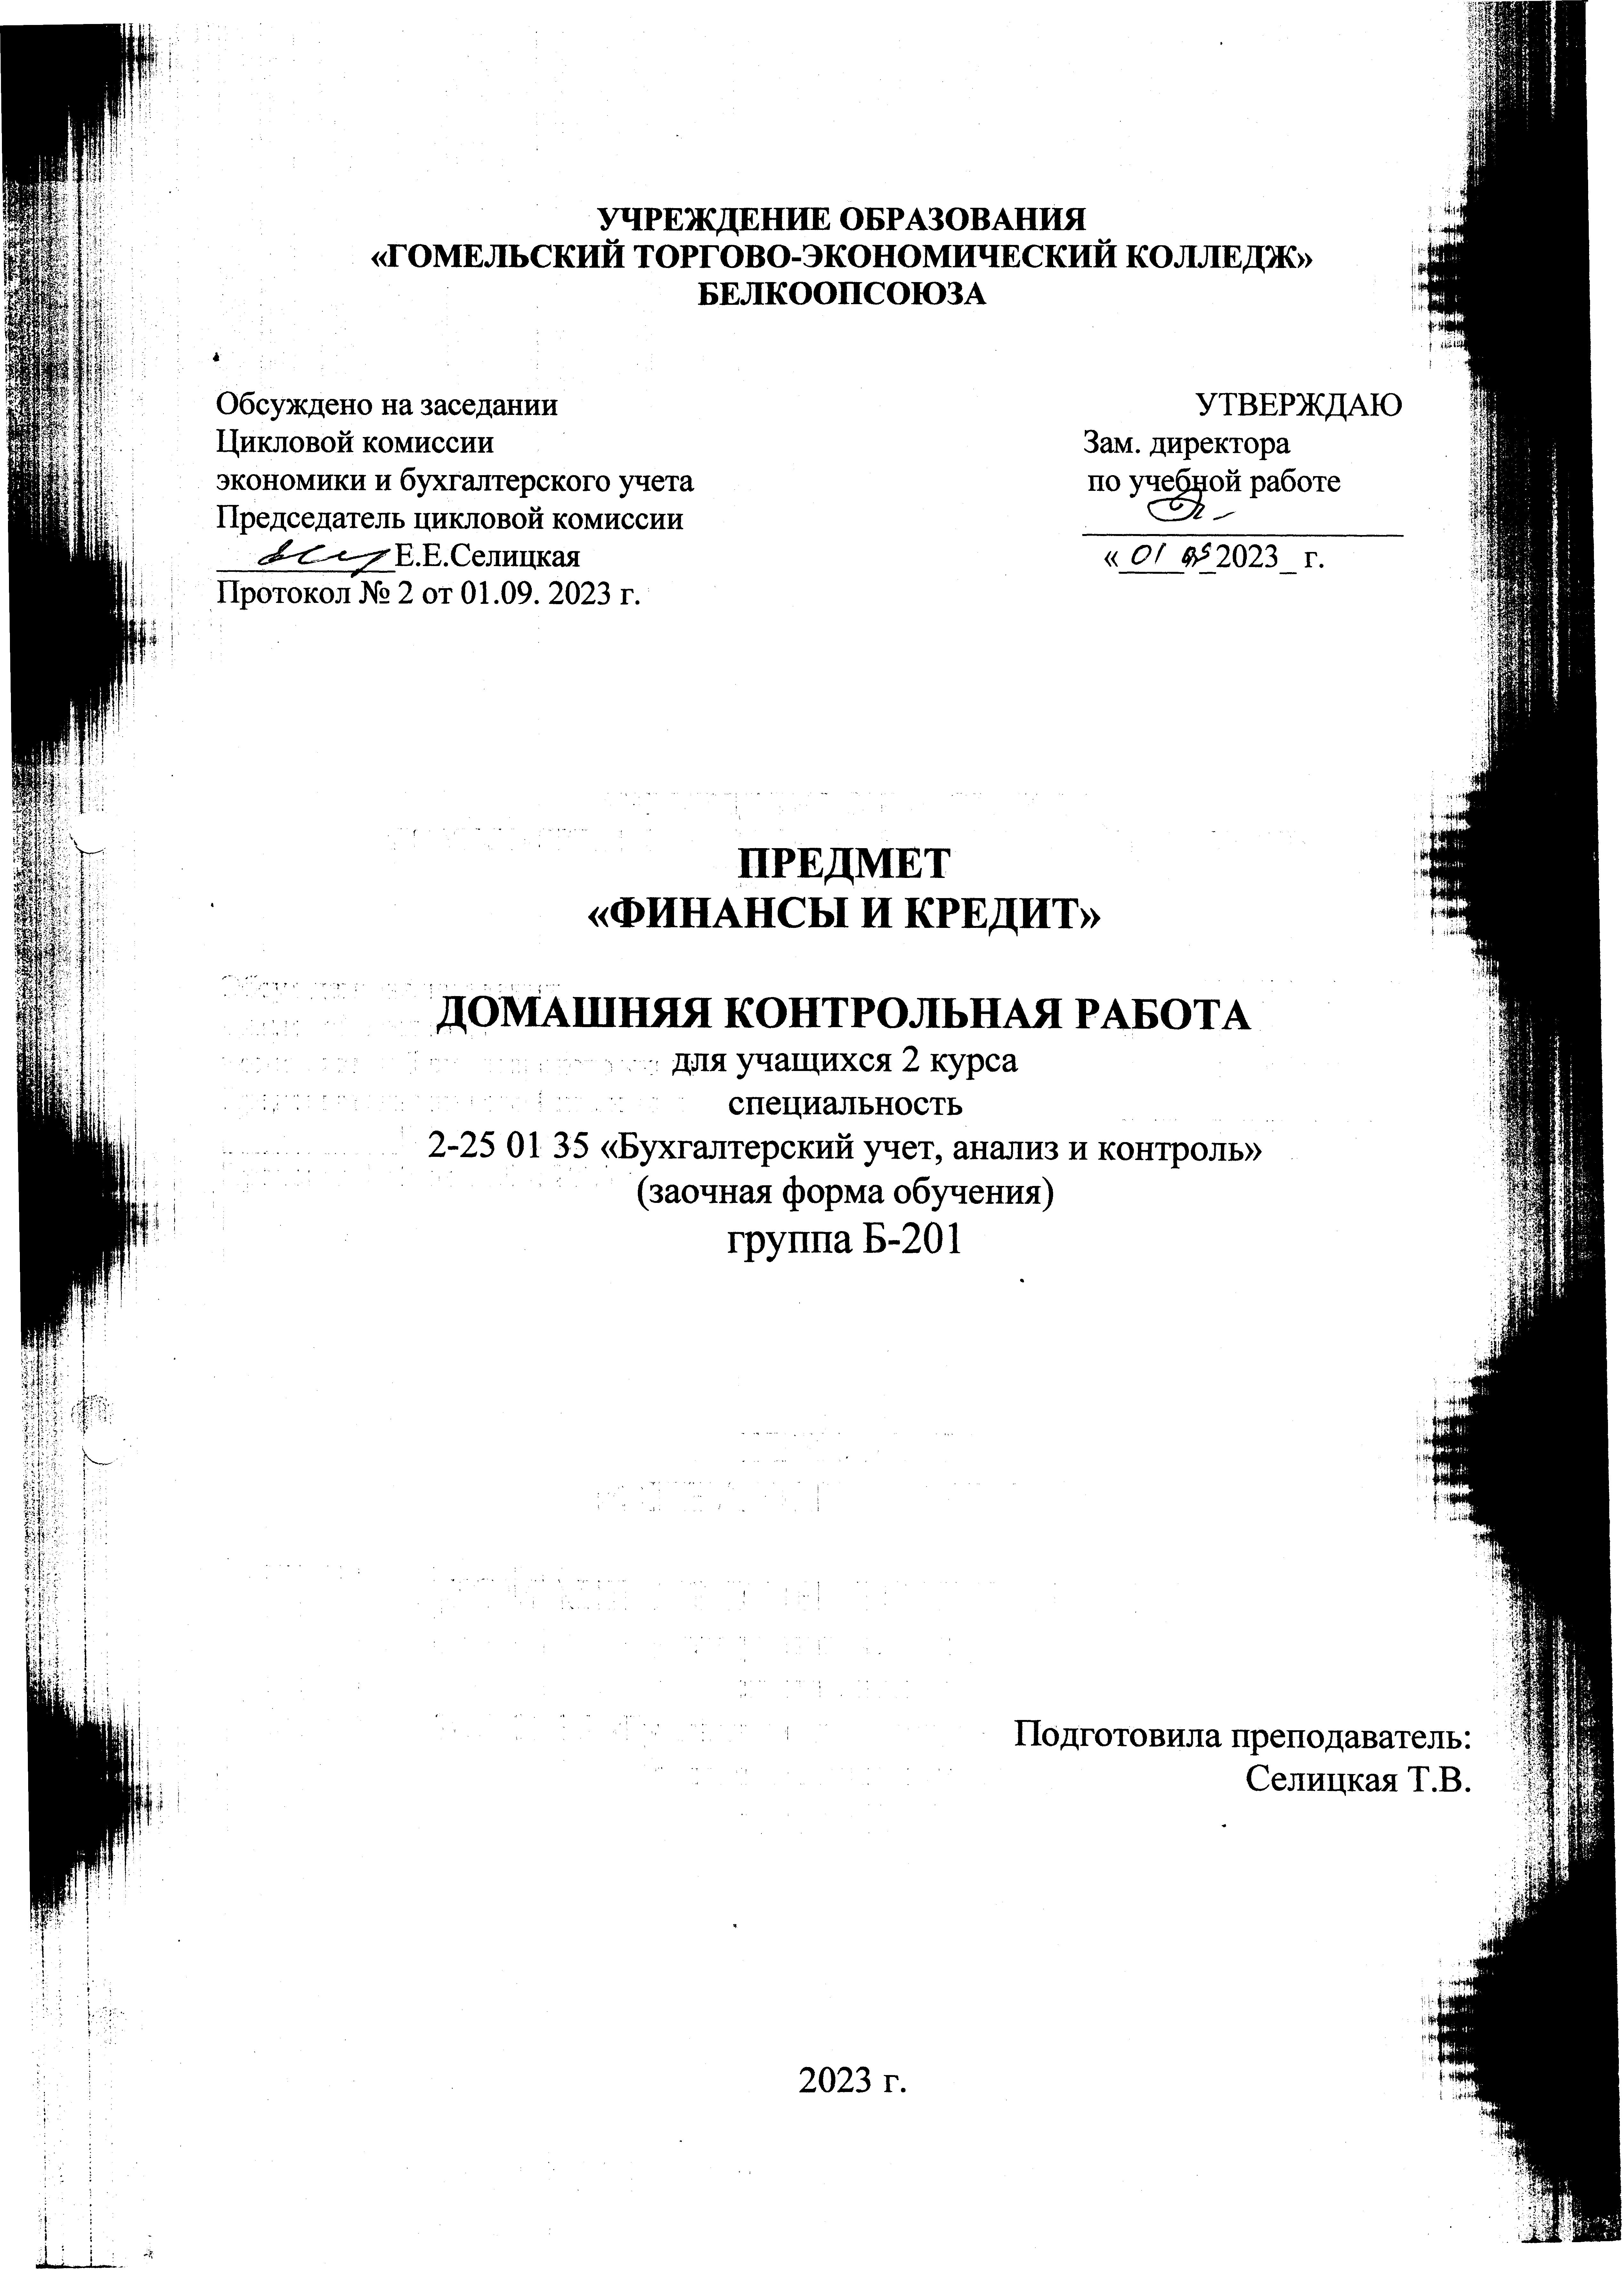 УЧРЕЖДЕНИЕ ОБРАЗОВАНИЯ
«ГОМЕЛЬСКИЙ ТОРГОВО-ЭКОНОМИЧЕСКИЙ КОЛЛЕДЖ»
БЕЛКООПСОЮЗА
Обсуждено на заседании
Цикловой комиссии
экономики и бухгалтерского учета
Председатель цикловой комиссии
Е.Е.Селицкая
Протокол № 2 от 01.09. 2023 г.
УТВЕРЖДАЮ
Зам. директора
по учебной работе
« 01 2023_ г.
ПРЕДМЕТ
«ФИНАНСЫ И КРЕДИТ»
ДОМАШНЯЯ КОНТРОЛЬНАЯ РАБОТА
для учащихся 2 курса
специальность
2-25 01 35 «Бухгалтерский учет, анализ и контроль»
(заочная форма обучения)
группа Б-201
Подготовила преподаватель:
Селицкая Т.В.
2023 г.